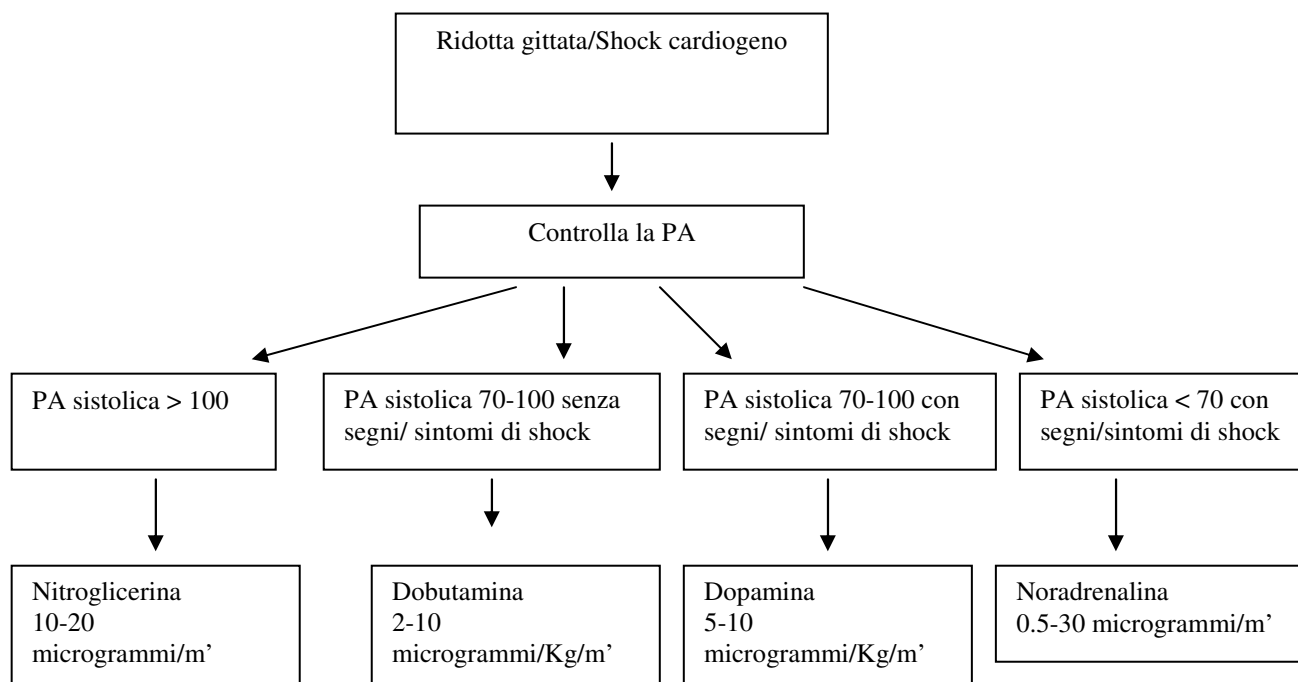 Ridotta gittata/Shock cardiogeno
Controlla la PA
PA sistolica > 100
PA sistolica 70-100 senza
segni/ sintomi di shock
PA sistolica 70-100 con
segni/ sintomi di shock
PA sistolica < 70 con
segni/sintomi di shock
Nitroglicerina
10-20
microgrammi/m’
Dobutamina
2-10
microgrammi/Kg/m’
Dopamina
5-10
microgrammi/Kg/m’
Noradrenalina
0.5-30 microgrammi/m’